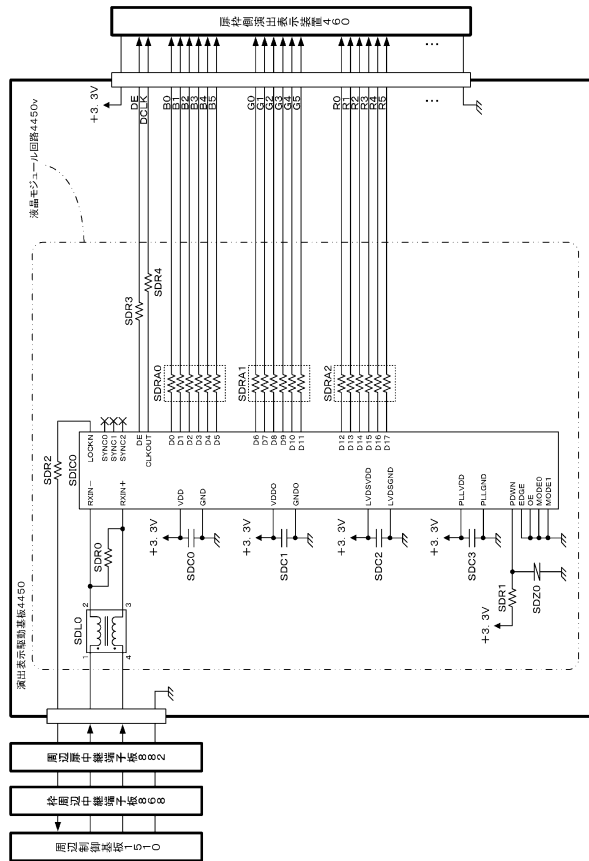 扉枠側演出表示装置460
液晶モジュール回路4450v
演出表示駆動基板4450
+3.3V
DE
DCLK
B0
B1
B2
B3
B4
B5
G0
G1
G2
G3
G4
G5
R0
R1
R2
R3
R4
R5
SDR3
SDR4
SDRA0
SDRA1
SDRA2
SDR2
SDIC0
LOCKN
SYNC0
SYNC1
SYNC2
DE
CLKOUT
D0
D1
D2
D3
D4
D5
D6
D7
D8
D9
D10
D11
D12
D13
D14
D15
D16
D17
RXIN-
RXIN+
VDD
GND
VDDO
GNDO
LVDSVDD
LVDSGND
PLLVDD
PLLGND
PDWN
EDGE
OE
MODE0
MODE1
SDR0
SDL0
1
2
3
4
+3.3V
SDC0
+3.3V
SDC1
+3.3V
SDC2
+3.3V
SDC3
+3.3V
SDR1
SDZ0
周辺扉中継端子板882
枠周辺中継端子板868
周辺制御基板1510